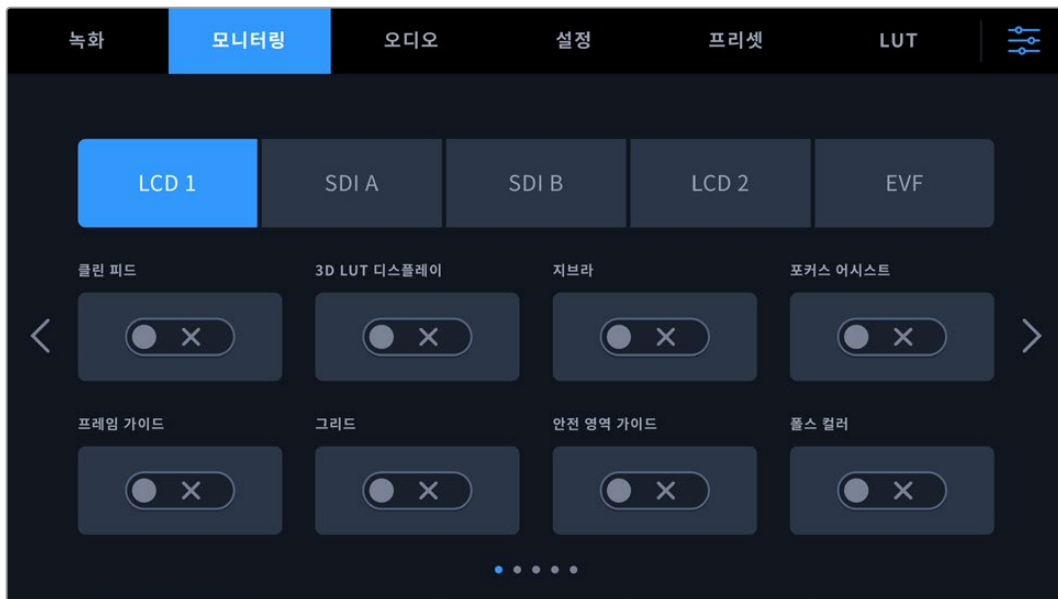 녹화 모니터링 오디오 설정 프리셋 LUT
LCD 1 SDI A SDI B LCD 2 EVF
클린 피드 3D LUT 디스플레이 지브라 포커스 어시스트
프레임 가이드 그리드 안전 영역 가이드 폴스 컬러